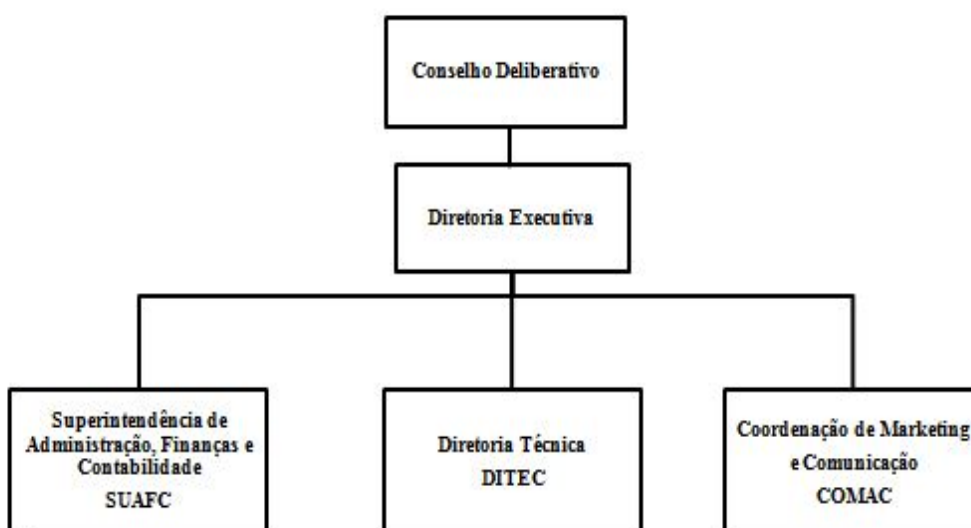 Conselho Deliberativo
Diretoria Executiva
Superintendência de
Administração, Finanças e
Contabilidade
SUAFC
Diretoria Técnica
DITEC
Coordenação de Marketing
e Comunicação
COMAC